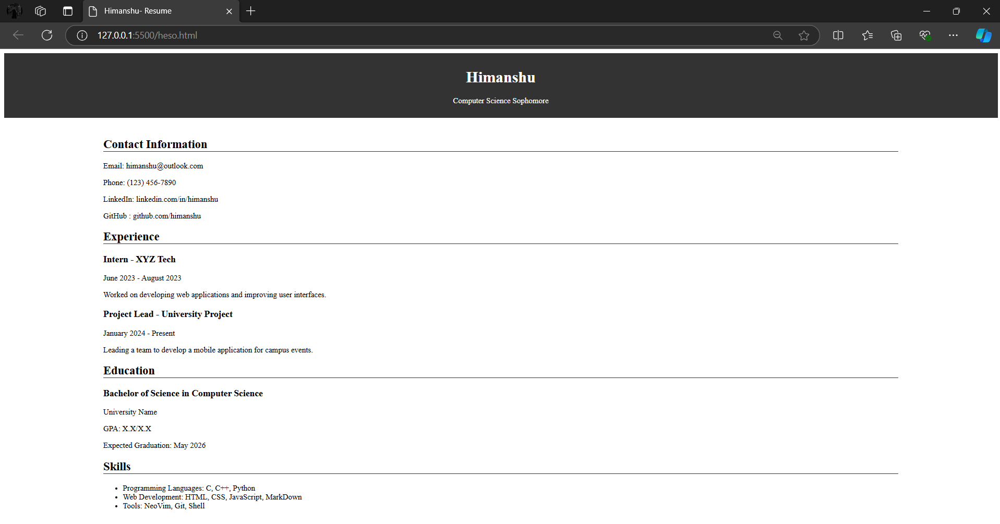 Himanshu- Resume
127.0.0.1:5500/heso.html
Himanshu
Computer Science Sophomore
Contact Information
Email: himanshu@outlook.com
Phone: (123) 456-7890
LinkedIn: linkedin.com/in/himanshu
GitHub : github.com/himanshu
Experience
Intern - XYZ Tech
June 2023 - August 2023
Worked on developing web applications and improving user interfaces.
Project Lead - University Project
January 2024 - Present
Leading a team to develop a mobile application for campus events.
Education
Bachelor of Science in Computer Science
University Name
GPA: X.X/X.X
Expected Graduation: May 2026
Skills
• Programming Languages: C, C++, Python
• Web Development: HTML, CSS, JavaScript, MarkDown
• Tools: NeoVim, Git, Shell